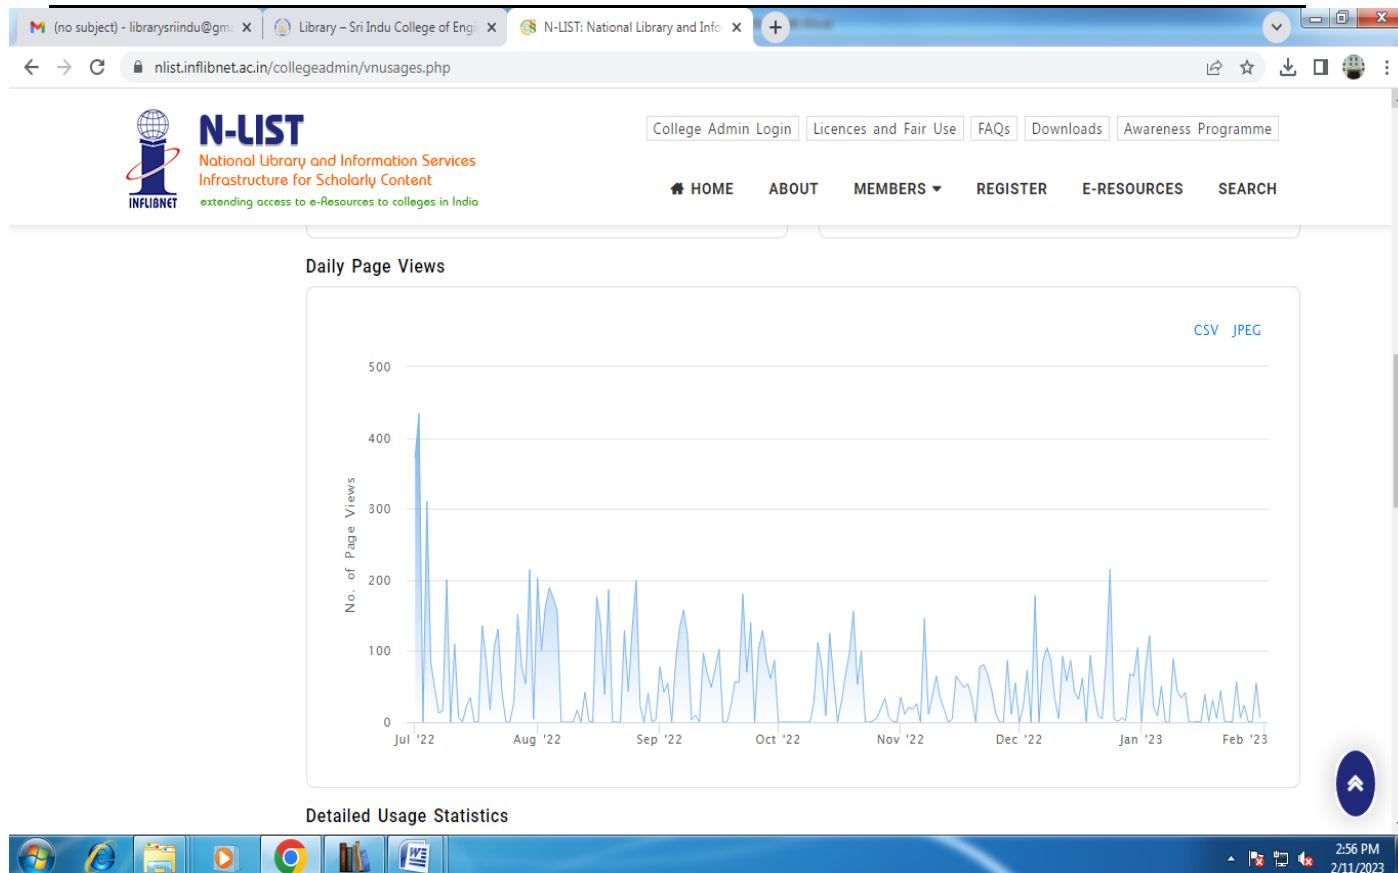 (no subject) - librarysriindu@gma
Library – Sri Indu College of Engin
N-LIST: National Library and Info
nlist.inflibnet.ac.in/collegeadmin/vnusages.php
INFLIBNET
N-LIST
National Library and Information Services
Infrastructure for Scholarly Content
extending access to e-Resources to colleges in India
College Admin Login Licences and Fair Use FAQs Downloads Awareness Programme
HOME ABOUT MEMBERS REGISTER E-RESOURCES SEARCH
Daily Page Views
CSV JPEG
No. of Page Views
500
400
300
200
100
0
Jul '22 Aug '22 Sep '22 Oct '22 Nov '22 Dec '22 Jan '23 Feb '23
Detailed Usage Statistics
2:56 PM
2/11/2023